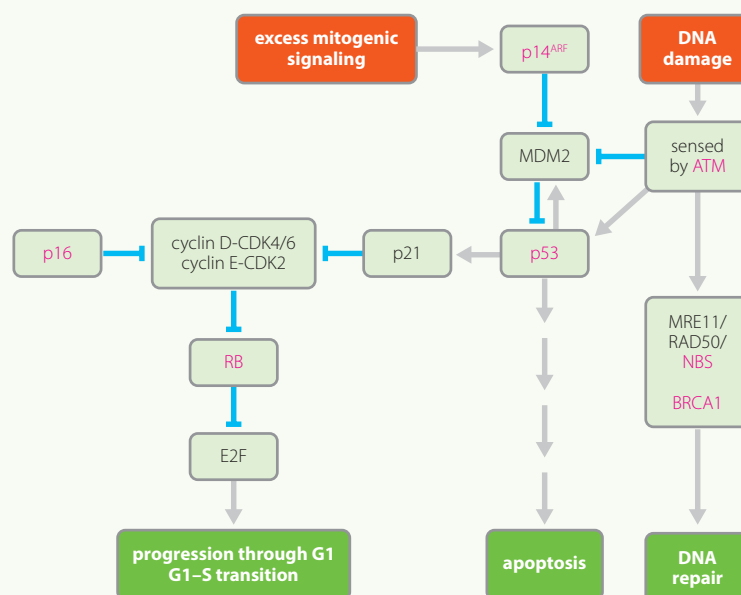 excess mitogenic
signaling
p14ARF
DNA
damage
MDM2
sensed
by ATM
p16
cyclin D-CDK4/6
cyclin E-CDK2
p21
p53
MRE11/
RAD50/
NBS
BRCA1
RB
E2F
progression through G1
G1–S transition
apoptosis
DNA
repair